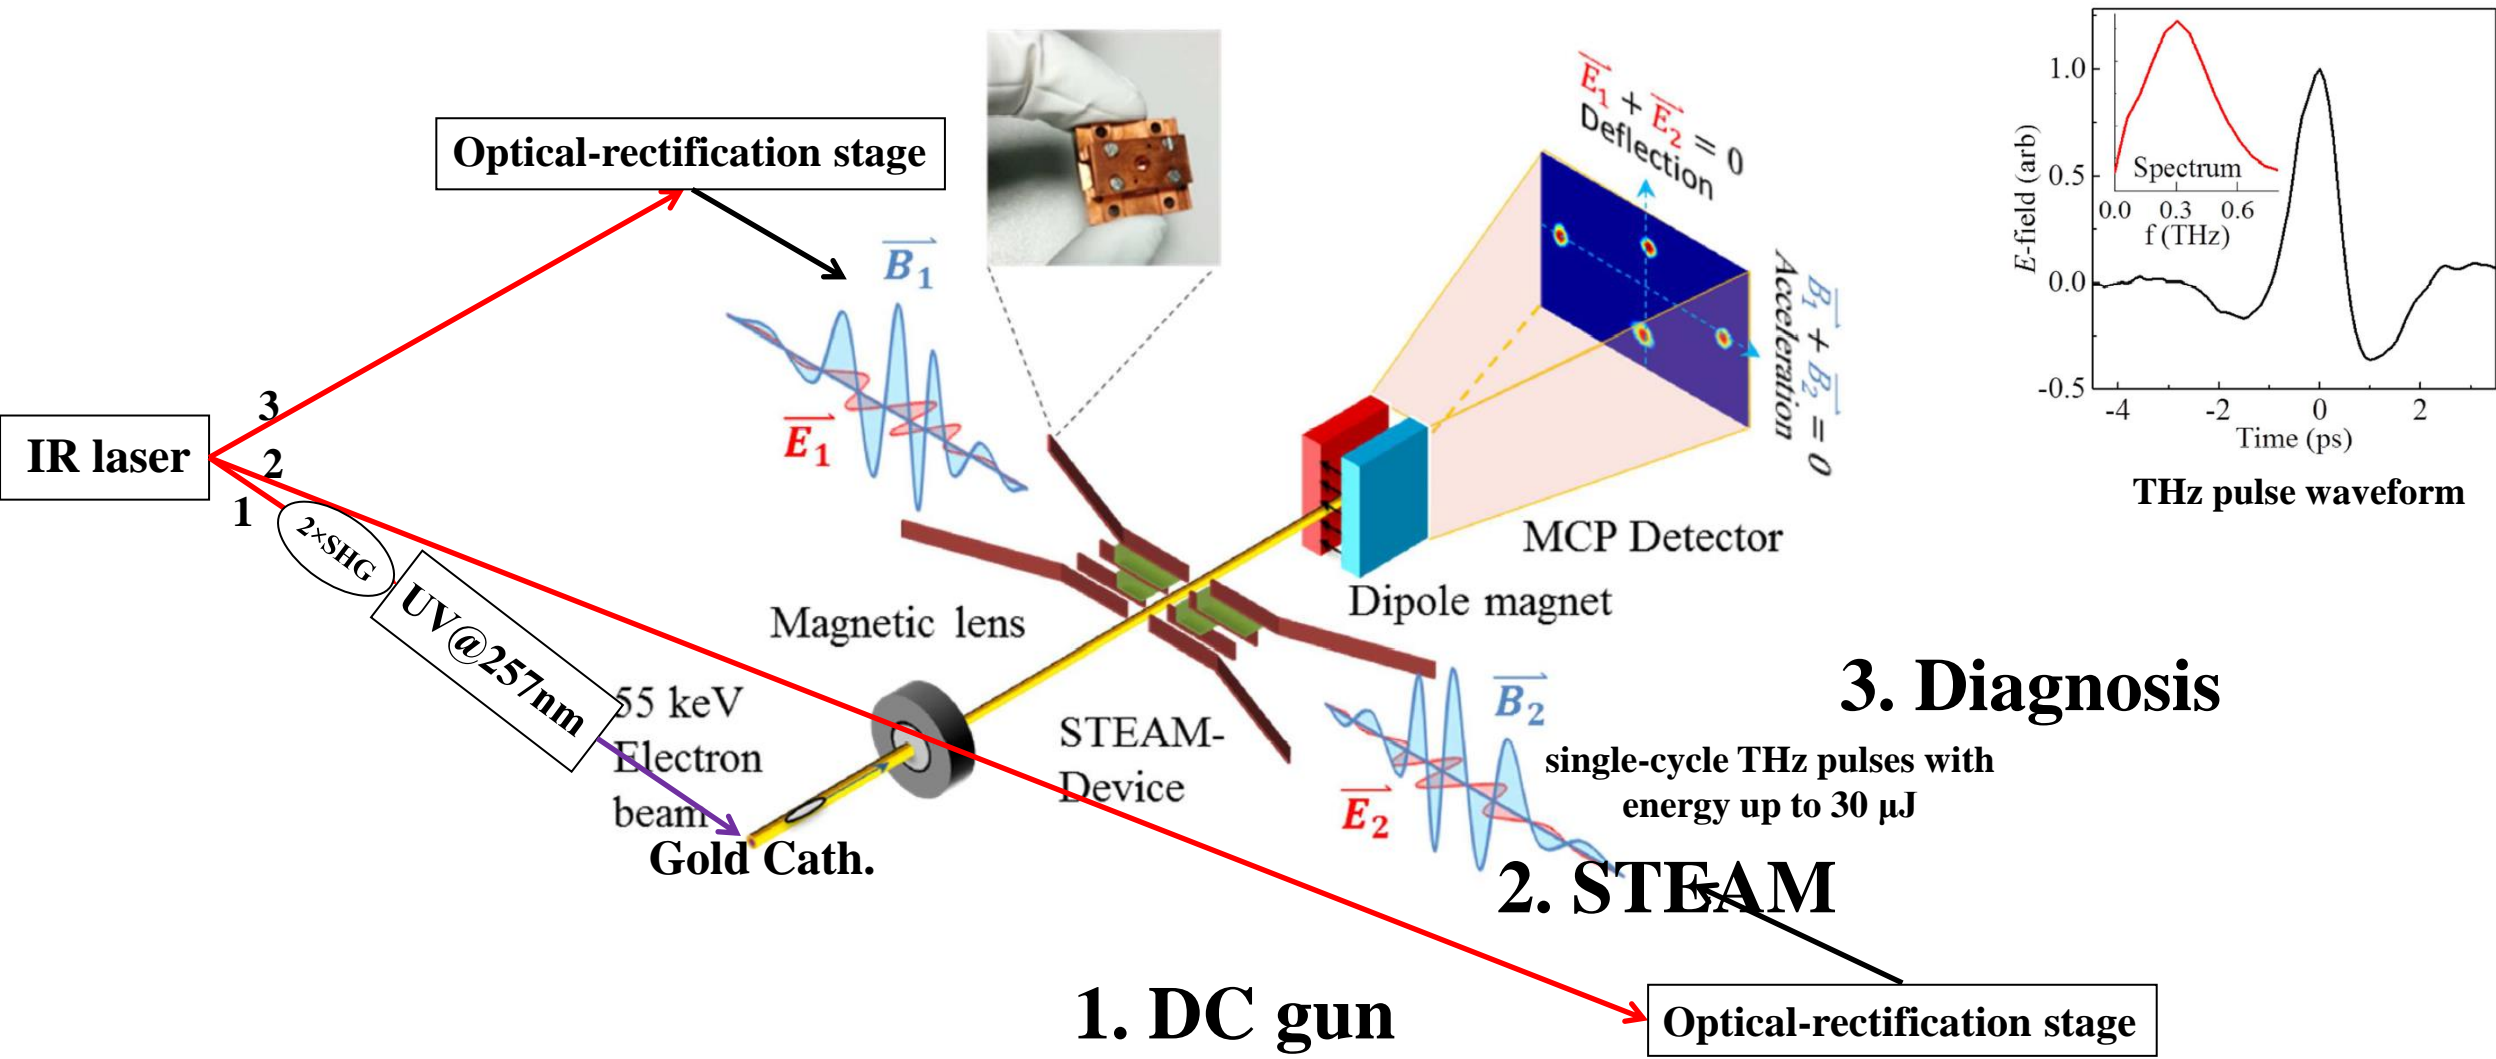 Optical-rectification stage
IR laser
3
2
1
2×SHG
UV@257nm
55 keV
Electron
beam
Gold Cath.
Magnetic lens
B₁
E₁
STEAM-
Device
E₁ + E₂ = 0
Deflection
B₁ + B₂ = 0
Acceleration
MCP Detector
Dipole magnet
B₂
E₂
single-cycle THz pulses with
energy up to 30 μJ
1. DC gun
2. STEAM
3. Diagnosis
Optical-rectification stage
E-field (arb)
1.0
0.5
0.0
-0.5
Spectrum
0.0 0.3 0.6
f (THz)
-4 -2 0 2
Time (ps)
THz pulse waveform